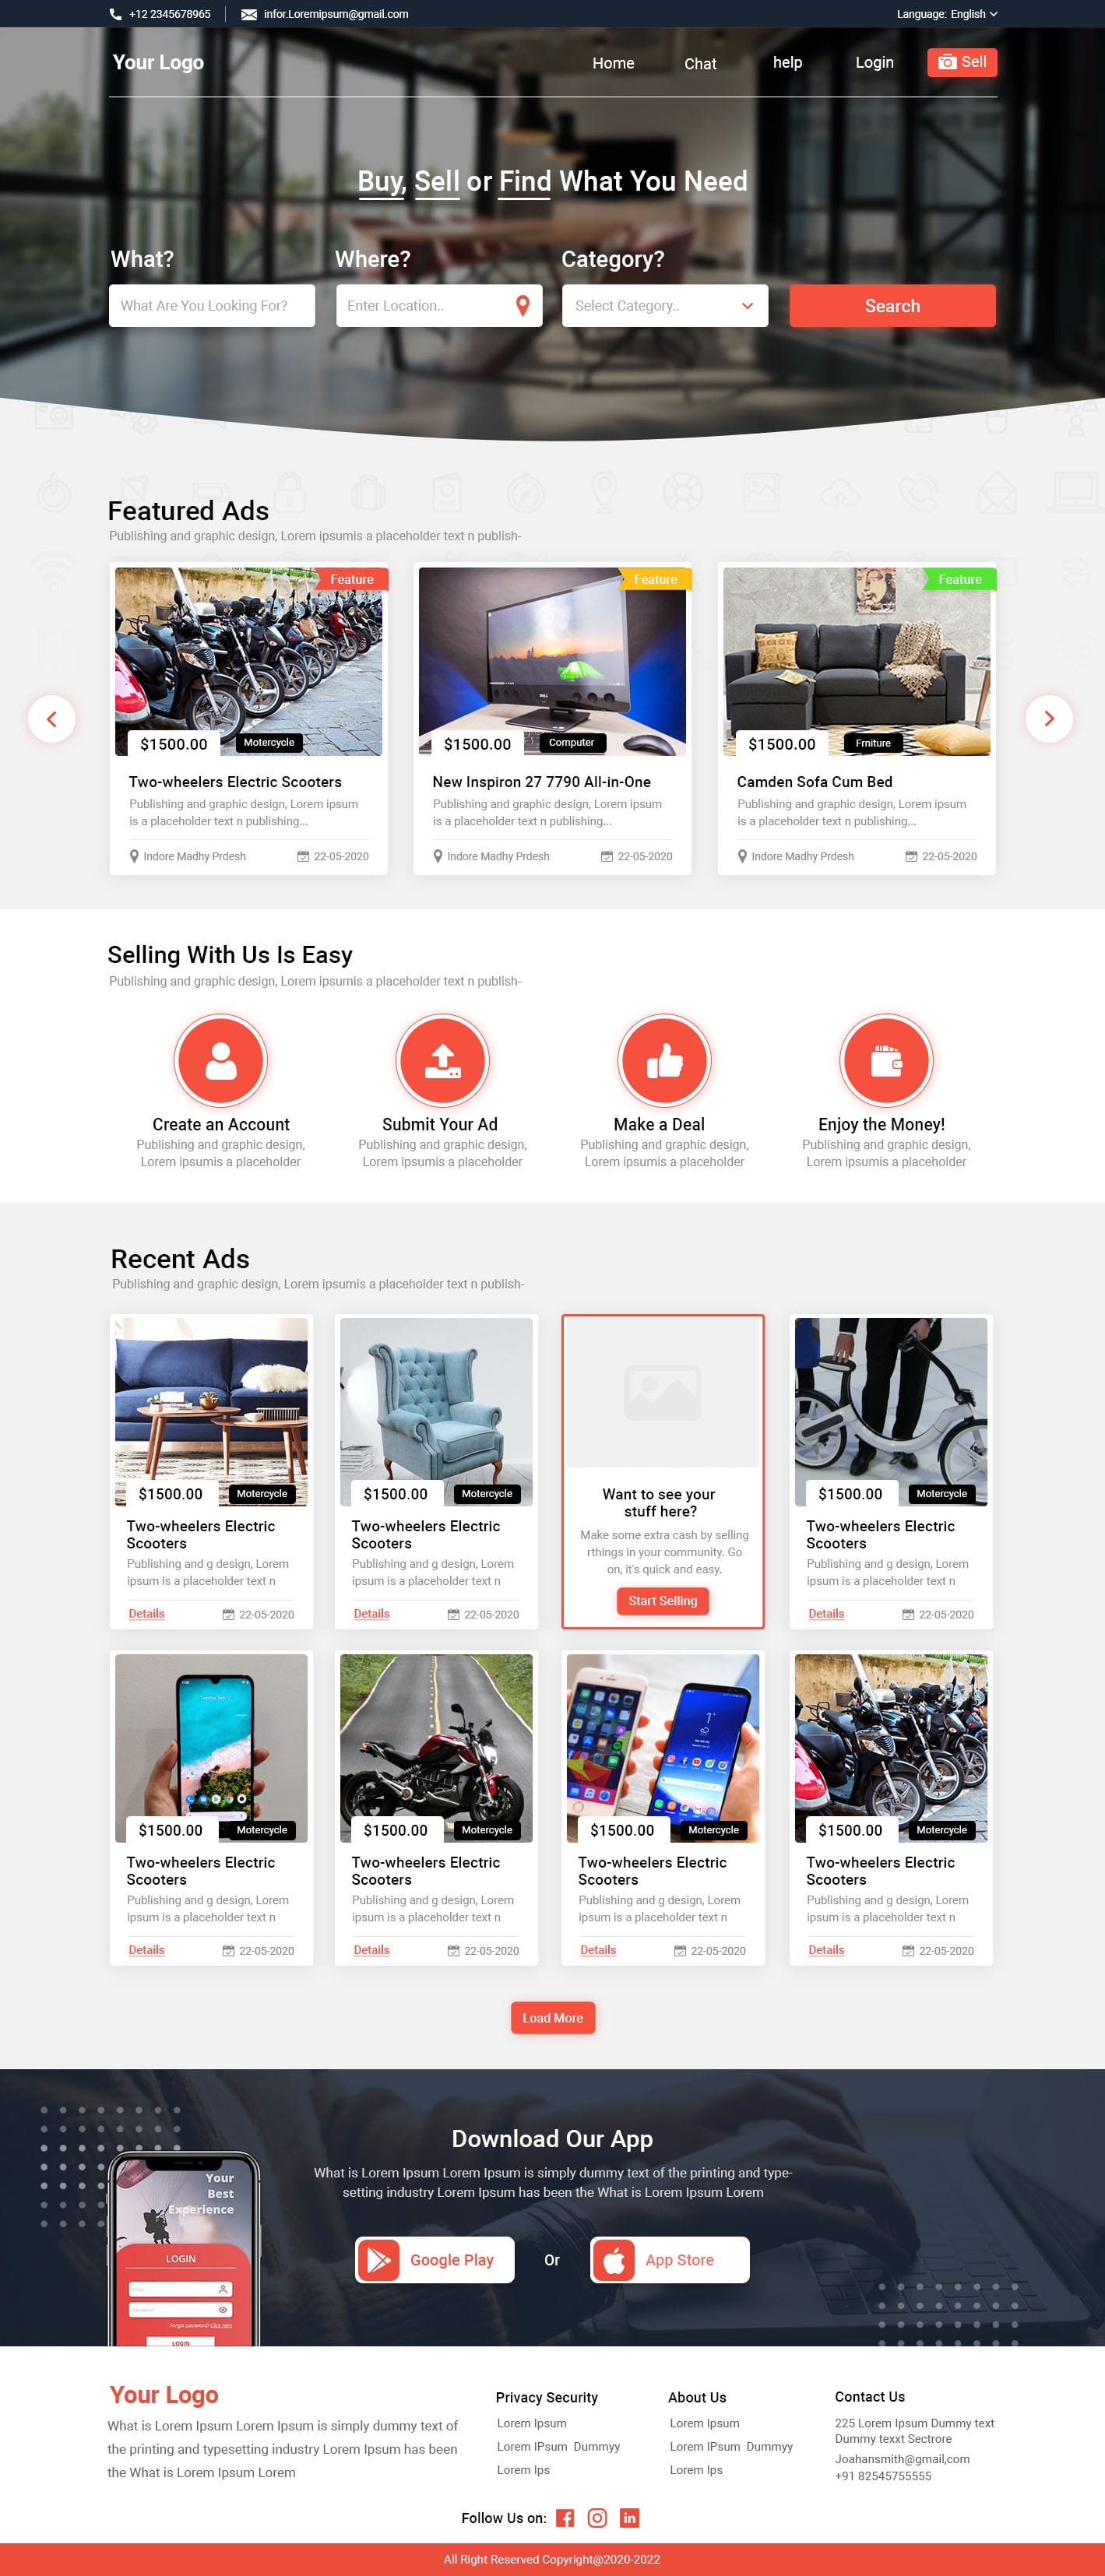 +12 2345678965
infor.Loremipsum@gmail.com
Language: English
Your Logo
Home
Chat
help
Login
Sell
Buy, Sell or Find What You Need
What?
Where?
Category?
What Are You Looking For?
Enter Location..
Select Category..
Search
Featured Ads
Publishing and graphic design, Lorem ipsumis a placeholder text n publish-
Feature
$1500.00
Motercycle
Two-wheelers Electric Scooters
Publishing and graphic design, Lorem ipsum
is a placeholder text n publishing...
Indore Madhy Prdesh
22-05-2020
Feature
DELL
$1500.00
Computer
New Inspiron 27 7790 All-in-One
Publishing and graphic design, Lorem ipsum
is a placeholder text n publishing...
Indore Madhy Prdesh
22-05-2020
Feature
$1500.00
Frniture
Camden Sofa Cum Bed
Publishing and graphic design, Lorem ipsum
is a placeholder text n publishing...
Indore Madhy Prdesh
22-05-2020
Selling With Us Is Easy
Publishing and graphic design, Lorem ipsumis a placeholder text n publish-
Create an Account
Publishing and graphic design,
Lorem ipsumis a placeholder
Submit Your Ad
Publishing and graphic design,
Lorem ipsumis a placeholder
Make a Deal
Publishing and graphic design,
Lorem ipsumis a placeholder
Enjoy the Money!
Publishing and graphic design,
Lorem ipsumis a placeholder
Recent Ads
Publishing and graphic design, Lorem ipsumis a placeholder text n publish-
$1500.00
Motercycle
Two-wheelers Electric
Scooters
Publishing and g design, Lorem
ipsum is a placeholder text n
Details
22-05-2020
$1500.00
Motercycle
Two-wheelers Electric
Scooters
Publishing and g design, Lorem
ipsum is a placeholder text n
Details
22-05-2020
Want to see your
stuff here?
Make some extra cash by selling
rthings in your community. Go
on, it's quick and easy.
Start Selling
$1500.00
Motercycle
Two-wheelers Electric
Scooters
Publishing and g design, Lorem
ipsum is a placeholder text n
Details
22-05-2020
$1500.00
Motercycle
Two-wheelers Electric
Scooters
Publishing and g design, Lorem
ipsum is a placeholder text n
Details
22-05-2020
$1500.00
Motercycle
Two-wheelers Electric
Scooters
Publishing and g design, Lorem
ipsum is a placeholder text n
Details
22-05-2020
$1500.00
Motercycle
Two-wheelers Electric
Scooters
Publishing and g design, Lorem
ipsum is a placeholder text n
Details
22-05-2020
$1500.00
Motercycle
Two-wheelers Electric
Scooters
Publishing and g design, Lorem
ipsum is a placeholder text n
Details
22-05-2020
Load More
Your
Best
Experience
LOGIN
Email
Password
Forgot password? Click here
LOGIN
Download Our App
What is Lorem Ipsum Lorem Ipsum is simply dummy text of the printing and type-
setting industry Lorem Ipsum has been the What is Lorem Ipsum Lorem
Google Play
Or
App Store
Your Logo
What is Lorem Ipsum Lorem Ipsum is simply dummy text of
the printing and typesetting industry Lorem Ipsum has been
the What is Lorem Ipsum Lorem
Privacy Security
Lorem Ipsum
Lorem IPsum Dummyy
Lorem Ips
About Us
Lorem Ipsum
Lorem IPsum Dummyy
Lorem Ips
Contact Us
225 Lorem Ipsum Dummy text
Dummy texxt Sectrore
Joahansmith@gmail,com
+91 82545755555
Follow Us on:
All Right Reserved Copyright@2020-2022